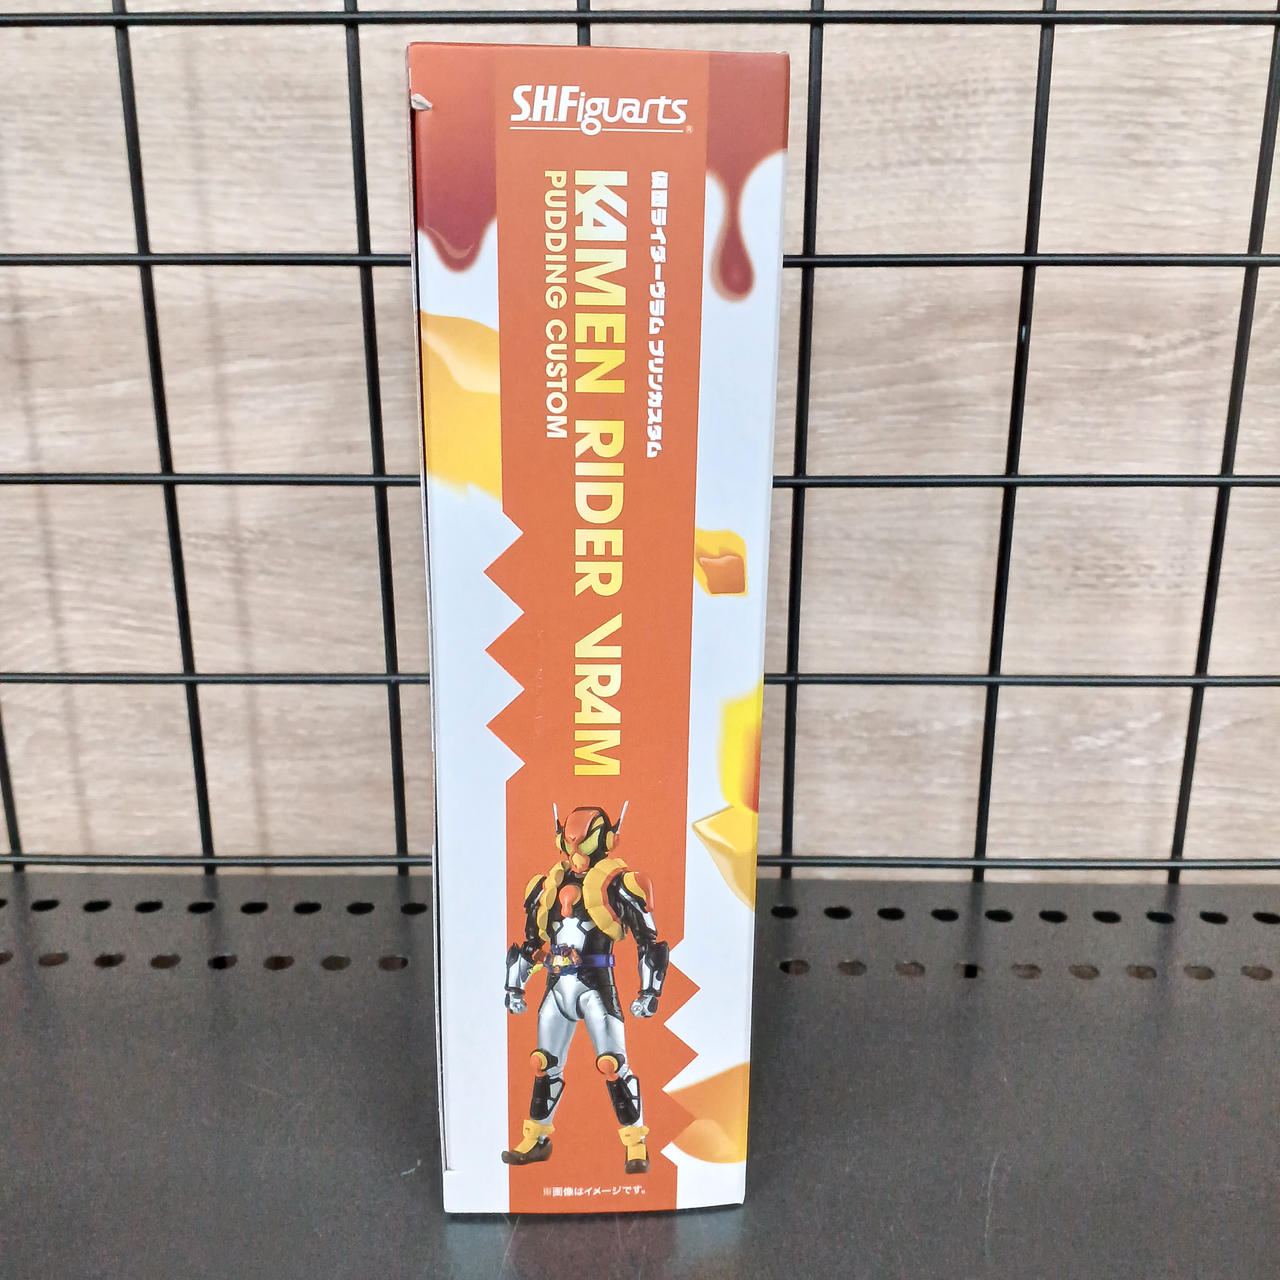 S.H.Figuarts
®
仮面ライダーヴラム プリンカスタム
KAMEN RIDER VRAM
PUDDING CUSTOM
※画像はイメージです。